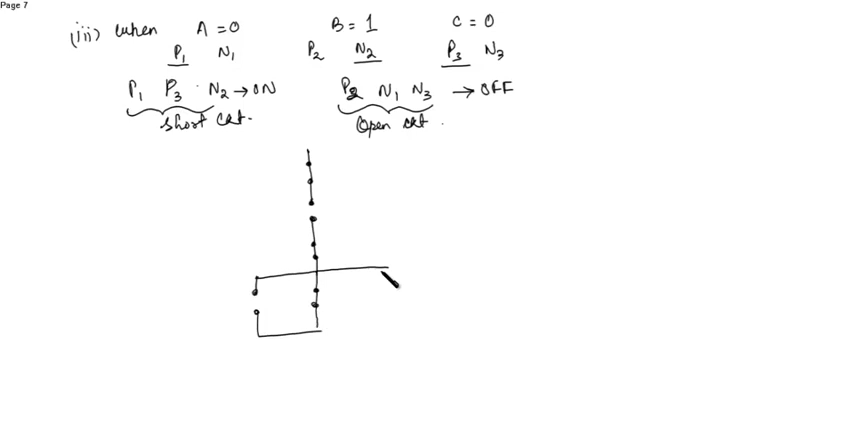 Page 7
(iii) When A = 0 B = 1 C = 0
P1 N1 P2 N2 P3 N3
P1 P3 N2 → ON P2 N1 N3 → OFF
Short Ckt. Open ckt.